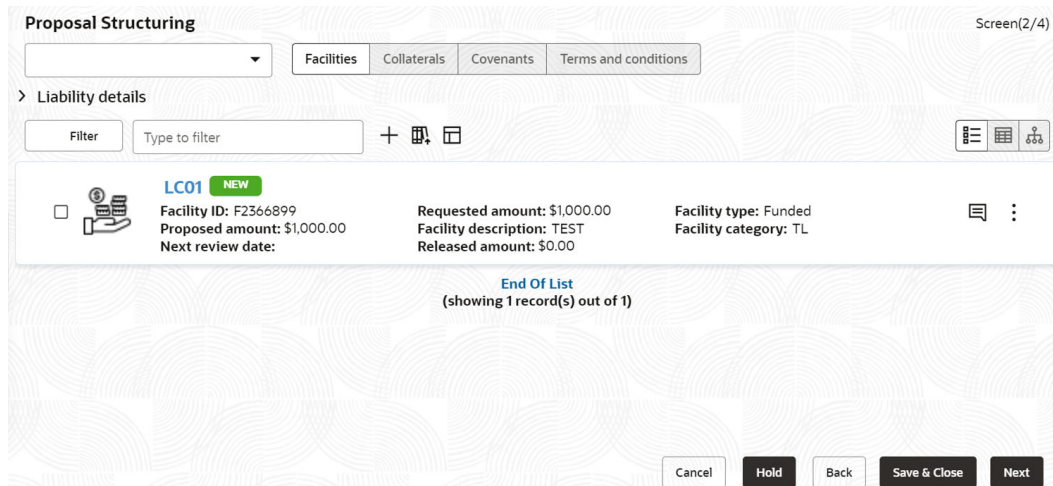 Proposal Structuring
Screen(2/4)
Facilities Collaterals Covenants Terms and conditions
Liability details
Filter Type to filter
LC01 NEW
Facility ID: F2366899 Requested amount: $1,000.00 Facility type: Funded
Proposed amount: $1,000.00 Facility description: TEST Facility category: TL
Next review date: Released amount: $0.00
End Of List
(showing 1 record(s) out of 1)
Cancel Hold Back Save & Close Next